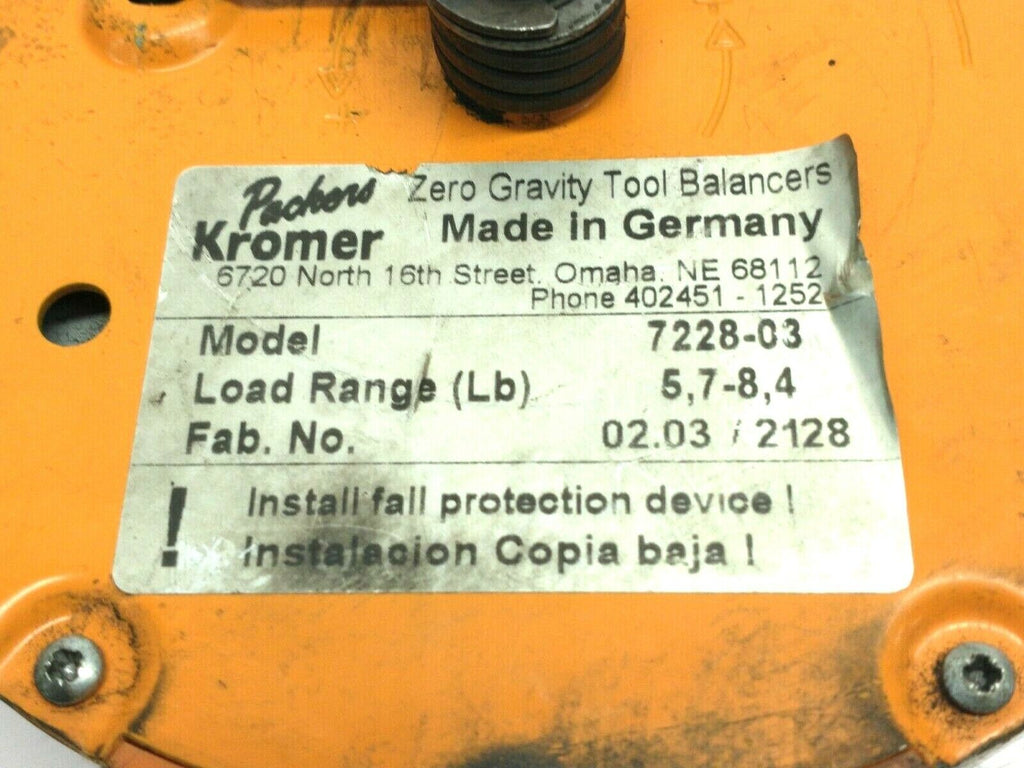 Packers Zero Gravity Tool Balancers
Kromer Made in Germany
6720 North 16th Street, Omaha, NE 68112
Phone 402451 - 1252
Model 7228-03
Load Range (Lb) 5,7-8,4
Fab. No. 02.03 / 2128
! Install fall protection device !
Instalacion Copia baja !